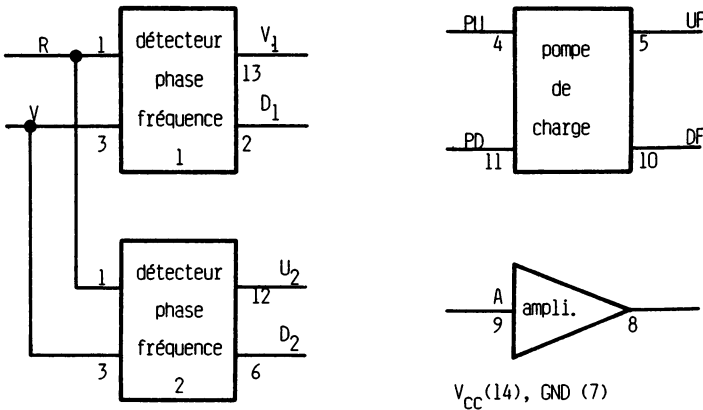 R
1
détecteur
phase
fréquence
1
V1
13
V
3
D1
2
1
détecteur
phase
fréquence
2
U2
12
3
D2
6
PU
4
pompe
de
charge
UF
5
PD
11
DF
10
A
9
ampli.
8
VCC(14), GND (7)